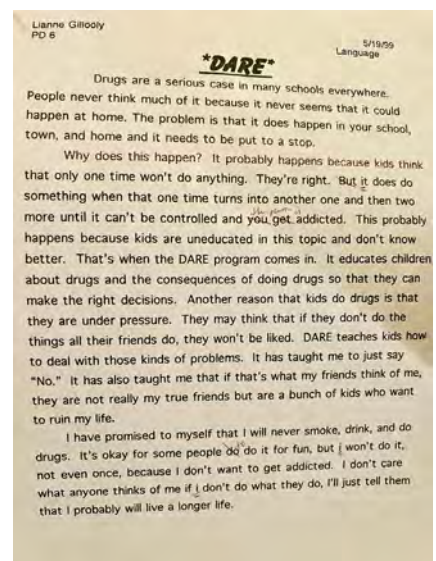 Lianne Gillooly
PD 6
5/19/99
Language
*DARE*
Drugs are a serious case in many schools everywhere.
People never think much of it because it never seems that it could
happen at home. The problem is that it does happen in your school,
town, and home and it needs to be put to a stop.
Why does this happen? It probably happens because kids think
that only one time won't do anything. They're right. But it does do
something when that one time turns into another one and then two
more until it can't be controlled and you get addicted. This probably
happens because kids are uneducated in this topic and don't know
better. That's when the DARE program comes in. It educates children
about drugs and the consequences of doing drugs so that they can
make the right decisions. Another reason that kids do drugs is that
they are under pressure. They may think that if they don't do the
things all their friends do, they won't be liked. DARE teaches kids how
to deal with those kinds of problems. It has taught me to just say
"No." It has also taught me that if that's what my friends think of me,
they are not really my true friends but are a bunch of kids who want
to ruin my life.
I have promised to myself that I will never smoke, drink, and do
drugs. It's okay for some people do do it for fun, but i won't do it,
not even once, because I don't want to get addicted. I don't care
what anyone thinks of me if i don't do what they do, I'll just tell them
that I probably will live a longer life.